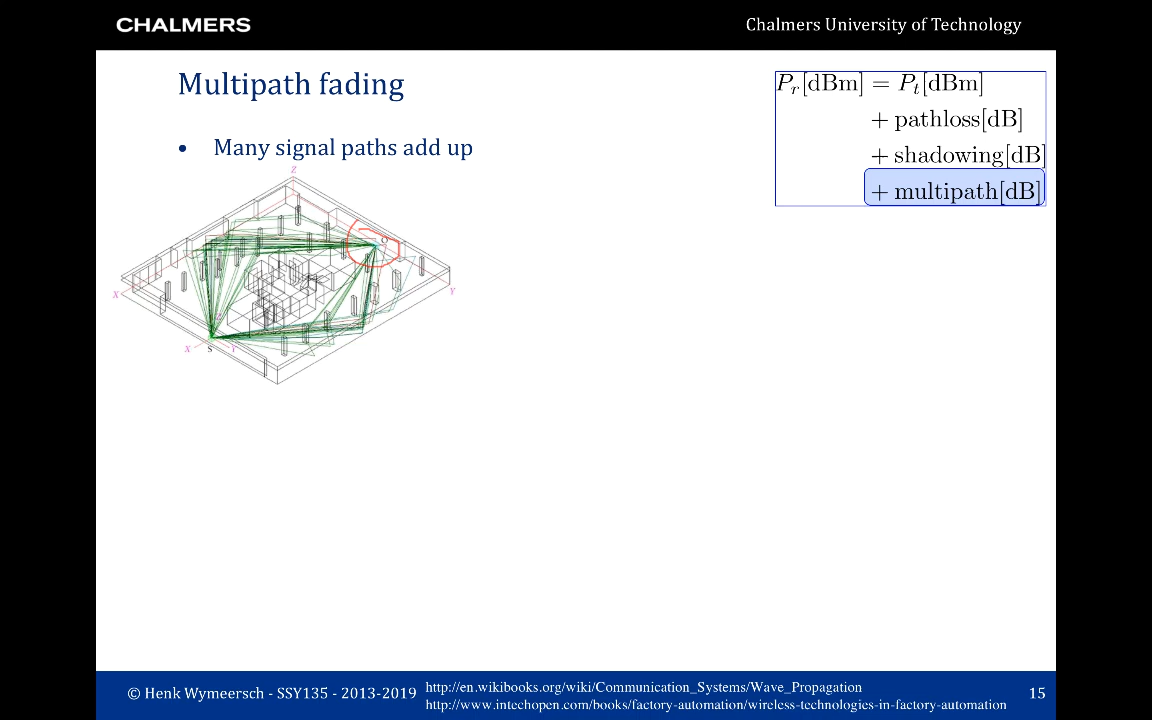 CHALMERS
Chalmers University of Technology
Multipath fading
P_r[dBm] = P_t[dBm]
+ pathloss[dB]
+ shadowing[dB]
+ multipath[dB]
• Many signal paths add up
Z
O
X
Y
X S Y
© Henk Wymeersch - SSY135 - 2013-2019
http://en.wikibooks.org/wiki/Communication_Systems/Wave_Propagation
http://www.intechopen.com/books/factory-automation/wireless-technologies-in-factory-automation
15